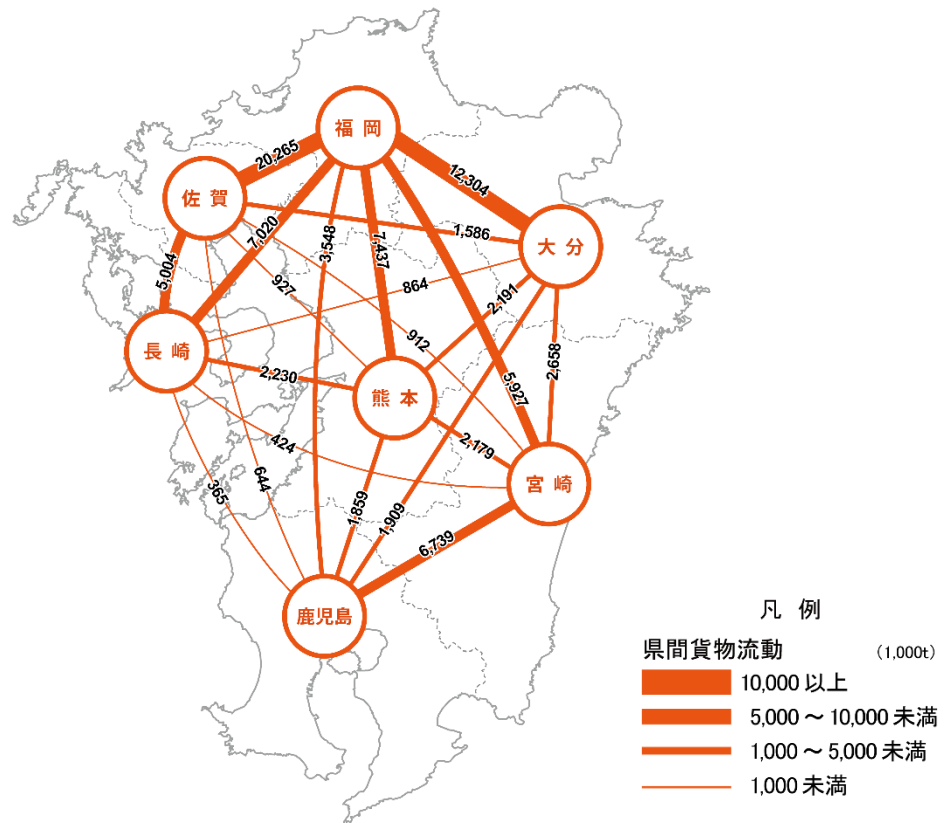 福岡
20,265
12,304
佐賀
7,020
3,548
7,437
1,586
大分
5,004
927
864
2,191
912
長崎
2,230
熊本
5,927
2,658
424
2,179
宮崎
365
644
1,859
1,909
6,739
鹿児島
凡例
県間貨物流動 (1,000t)
10,000 以上
5,000 ～ 10,000 未満
1,000 ～ 5,000 未満
1,000 未満